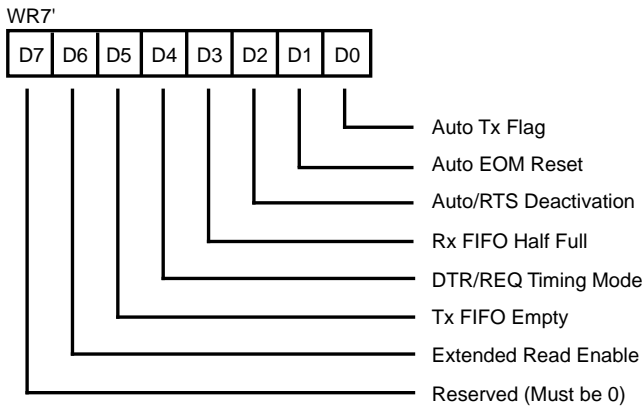 WR7'
D7 D6 D5 D4 D3 D2 D1 D0
Auto Tx Flag
Auto EOM Reset
Auto/RTS Deactivation
Rx FIFO Half Full
DTR/REQ Timing Mode
Tx FIFO Empty
Extended Read Enable
Reserved (Must be 0)